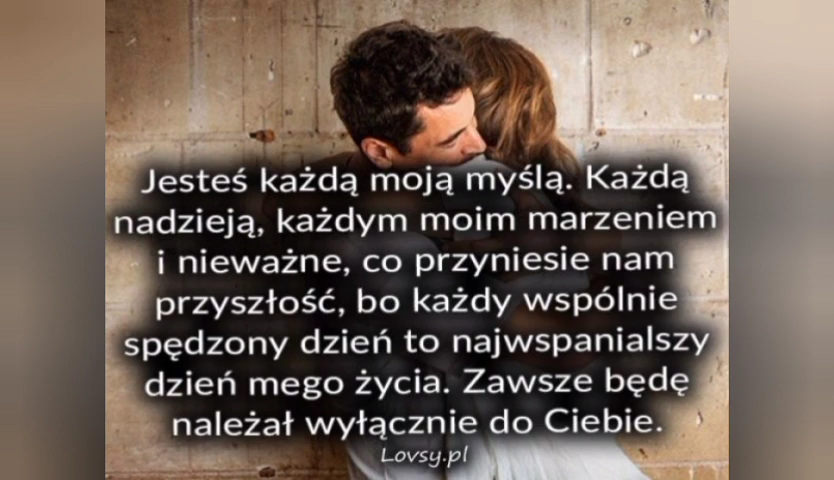 Jesteś każdą moją myślą. Każdą
nadzieją, każdym moim marzeniem
i nieważne, co przyniesie nam
przyszłość, bo każdy wspólnie
spędzony dzień to najwspanialszy
dzień mego życia. Zawsze będę
należał wyłącznie do Ciebie.
Lovsy.pl